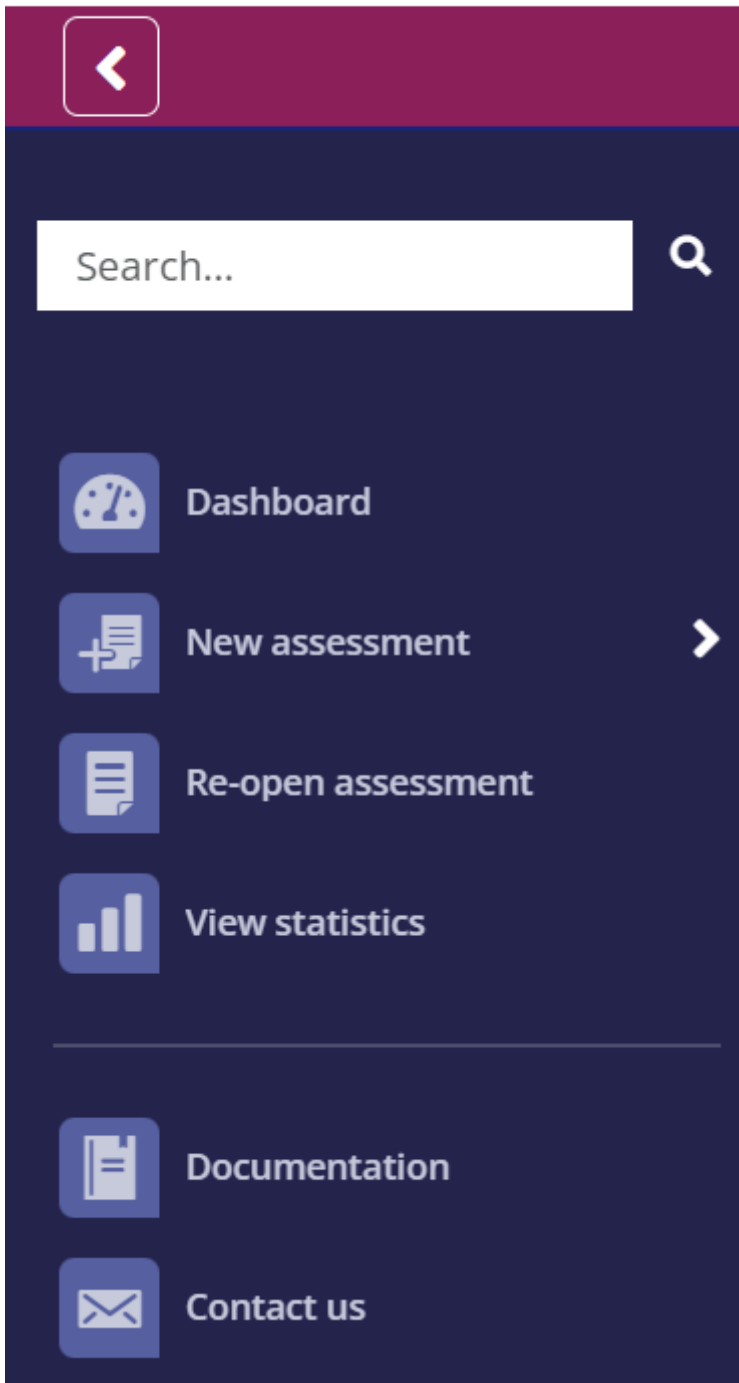 Search...
Dashboard
New assessment
Re-open assessment
View statistics
Documentation
Contact us